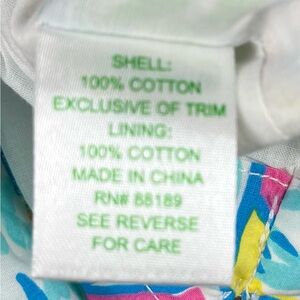 SHELL:
100% COTTON
EXCLUSIVE OF TRIM
LINING:
100% COTTON
MADE IN CHINA
RN# 88189
SEE REVERSE
FOR CARE